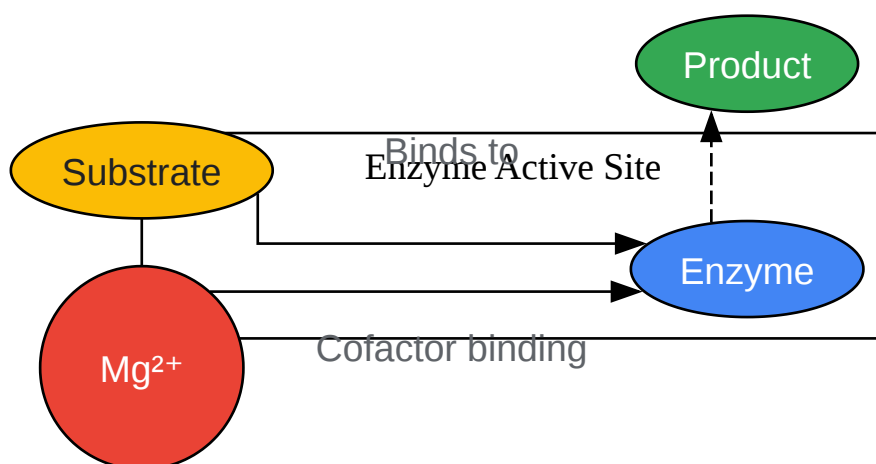 Product
Binds to
Enzyme Active Site
Substrate
Enzyme
Cofactor binding
Mg²⁺